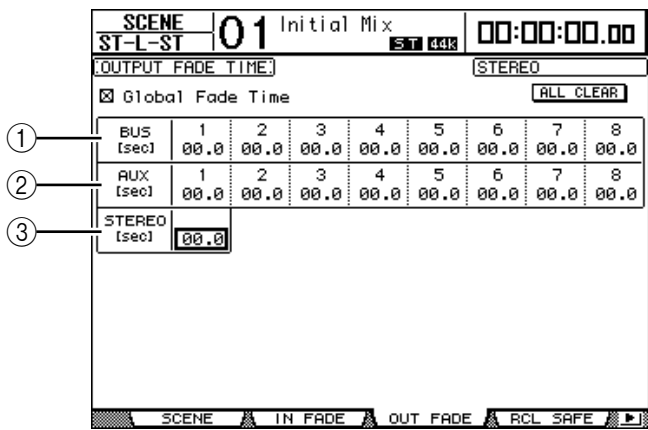 SCENE
ST-L-ST
01 Initial Mix
ST 44k
00:00:00.00
OUTPUT FADE TIME
STEREO
Global Fade Time
ALL CLEAR
1 BUS [sec] 1 2 3 4 5 6 7 8
00.0 00.0 00.0 00.0 00.0 00.0 00.0 00.0
2 AUX [sec] 1 2 3 4 5 6 7 8
00.0 00.0 00.0 00.0 00.0 00.0 00.0 00.0
3 STEREO [sec] 00.0
SCENE IN FADE OUT FADE RCL SAFE